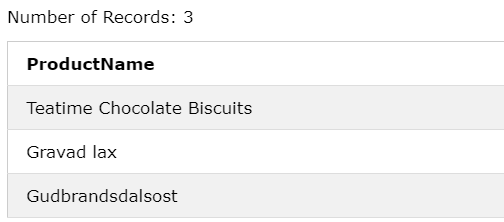 Number of Records: 3
ProductName
Teatime Chocolate Biscuits
Gravad lax
Gudbrandsdalsost